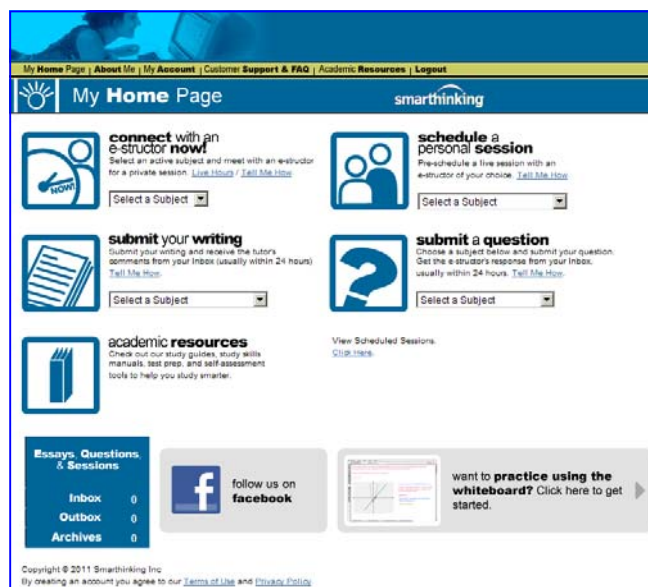 My Home Page | About Me | My Account | Customer Support & FAQ | Academic Resources | Logout
My Home Page
smarthinking
connect with an
e-structor now!
Select an active subject and meet with an e-structor
for a private session. Live Hours / Tell Me How
NOW!
Select a Subject
schedule a
personal session
Pre-schedule a live session with an
e-structor of your choice. Tell Me How.
Select a Subject
submit your writing
Submit your writing and receive the tutor's
comments from your Inbox (usually within 24 hours)
Tell Me How.
Select a Subject
submit a question
Choose a subject below and submit your question.
Get the e-structor's response from your Inbox,
usually within 24 hours. Tell Me How.
Select a Subject
academic resources
Check out our study guides, study skills
manuals, test prep, and self-assessment
tools to help you study smarter.
View Scheduled Sessions.
Click Here.
Essays, Questions,
& Sessions
Inbox 0
Outbox 0
Archives 0
follow us on
facebook
want to practice using the
whiteboard? Click here to get
started.
Copyright © 2011 Smarthinking Inc
By creating an account you agree to our Terms of Use and Privacy Policy